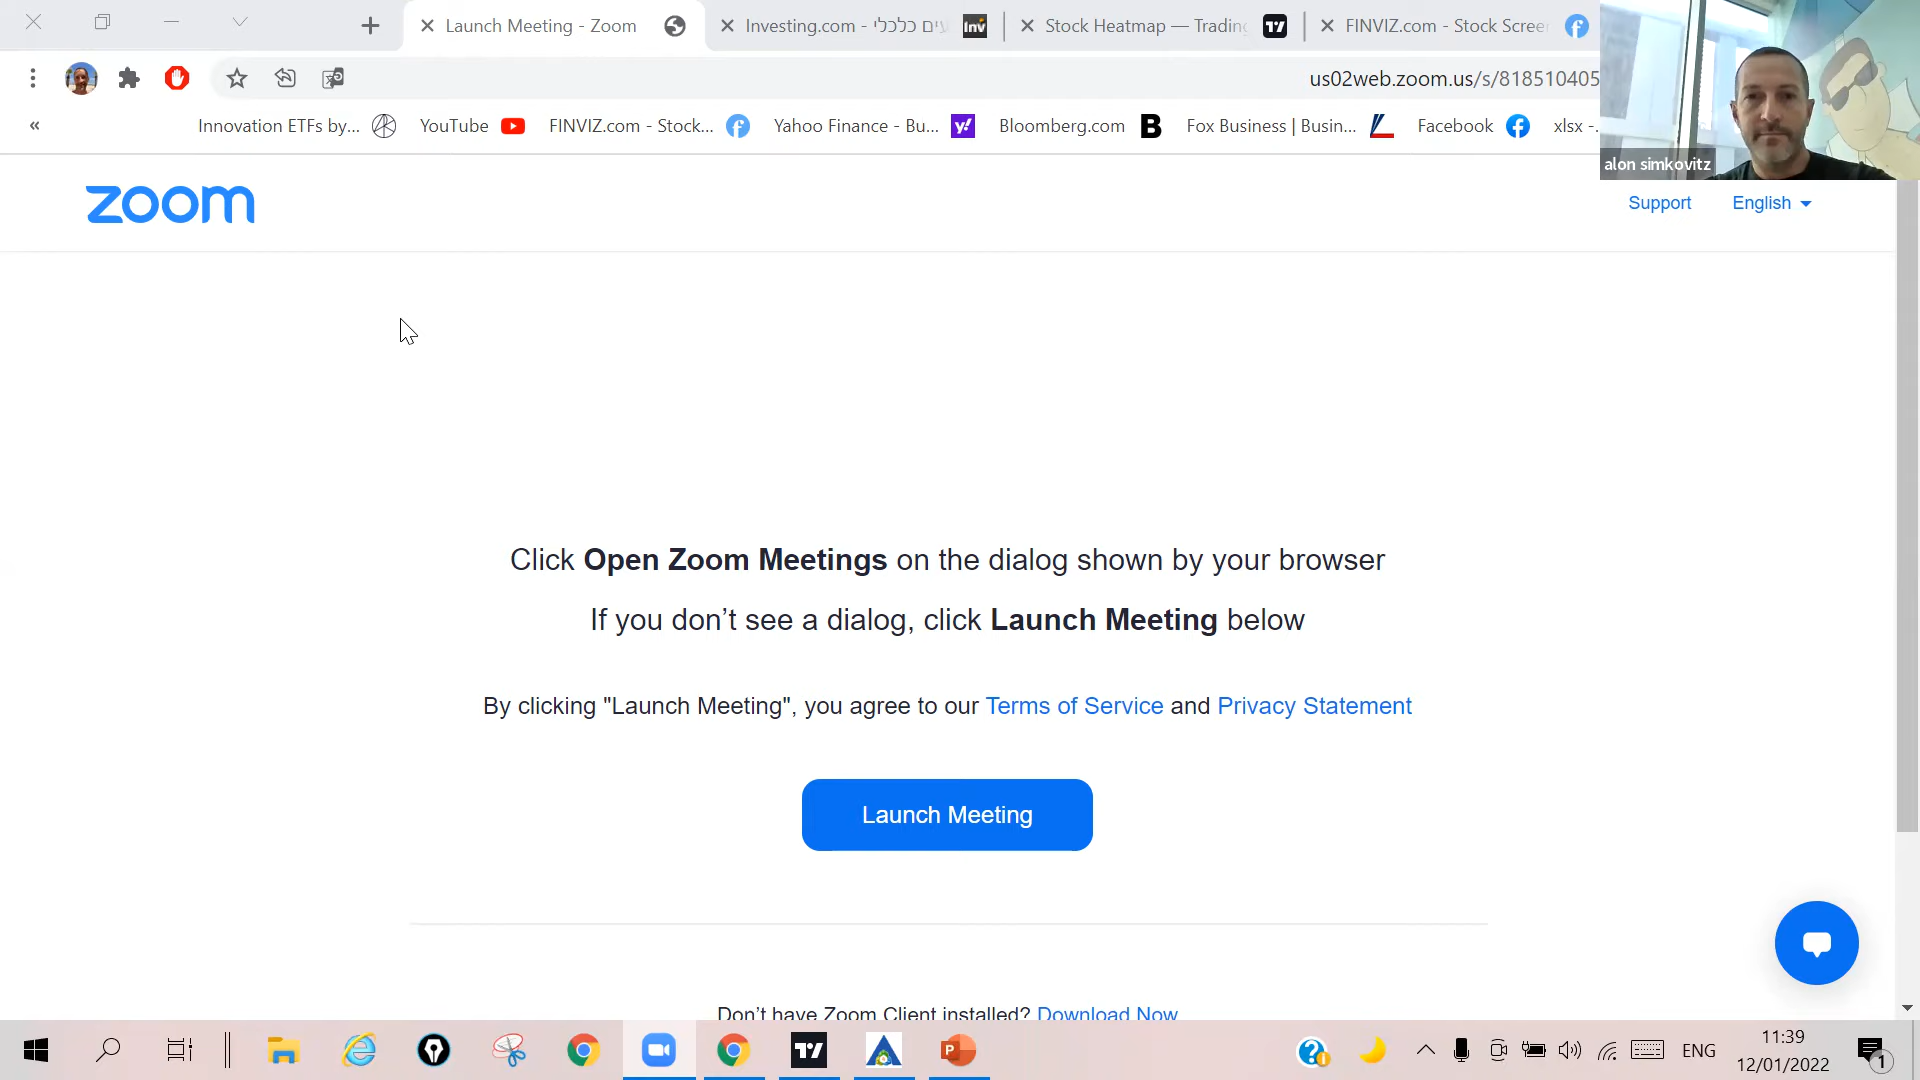 Launch Meeting - Zoom
Investing.com -
Stock Heatmap — Trading
FINVIZ.com - Stock Scree
us02web.zoom.us/s/818510405
Innovation ETFs by...
YouTube
FINVIZ.com - Stock...
Yahoo Finance - Bu...
Bloomberg.com
Fox Business | Busin...
Facebook
xlsx -
alon simkovitz
zoom
Support
English
Click Open Zoom Meetings on the dialog shown by your browser
If you don’t see a dialog, click Launch Meeting below
By clicking "Launch Meeting", you agree to our Terms of Service and Privacy Statement
Launch Meeting
Don’t have Zoom Client installed? Download Now
ENG
11:39
12/01/2022
1